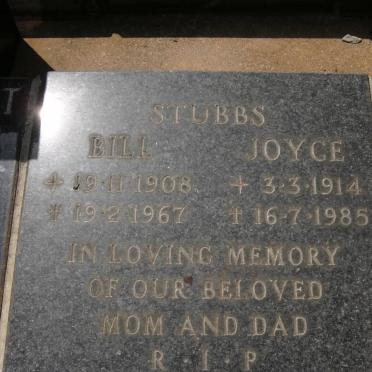 T
STUBBS
BILL JOYCE
+ 19·11·1908 + 3·3·1914
✝ 19·2·1967 ✝ 16·7·1985
IN LOVING MEMORY
OF OUR BELOVED
MOM AND DAD
R·I·P